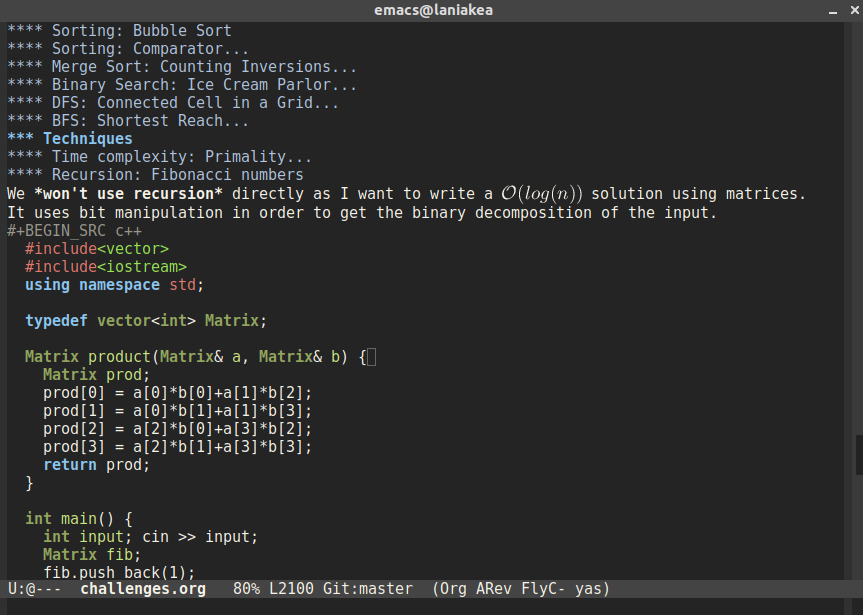 emacs@laniakea
**** Sorting: Bubble Sort
**** Sorting: Comparator...
**** Merge Sort: Counting Inversions...
**** Binary Search: Ice Cream Parlor...
**** DFS: Connected Cell in a Grid...
**** BFS: Shortest Reach...
*** Techniques
**** Time complexity: Primality...
**** Recursion: Fibonacci numbers
We *won't use recursion* directly as I want to write a 𝒪(log(n)) solution using matrices.
It uses bit manipulation in order to get the binary decomposition of the input.
#+BEGIN_SRC c++
  #include<vector>
  #include<iostream>
  using namespace std;

  typedef vector<int> Matrix;

  Matrix product(Matrix& a, Matrix& b) {
    Matrix prod;
    prod[0] = a[0]*b[0]+a[1]*b[2];
    prod[1] = a[0]*b[1]+a[1]*b[3];
    prod[2] = a[2]*b[0]+a[3]*b[2];
    prod[3] = a[2]*b[1]+a[3]*b[3];
    return prod;
  }

  int main() {
    int input; cin >> input;
    Matrix fib;
    fib.push_back(1);
U:@---  challenges.org   80% L2100 Git:master  (Org ARev FlyC- yas)